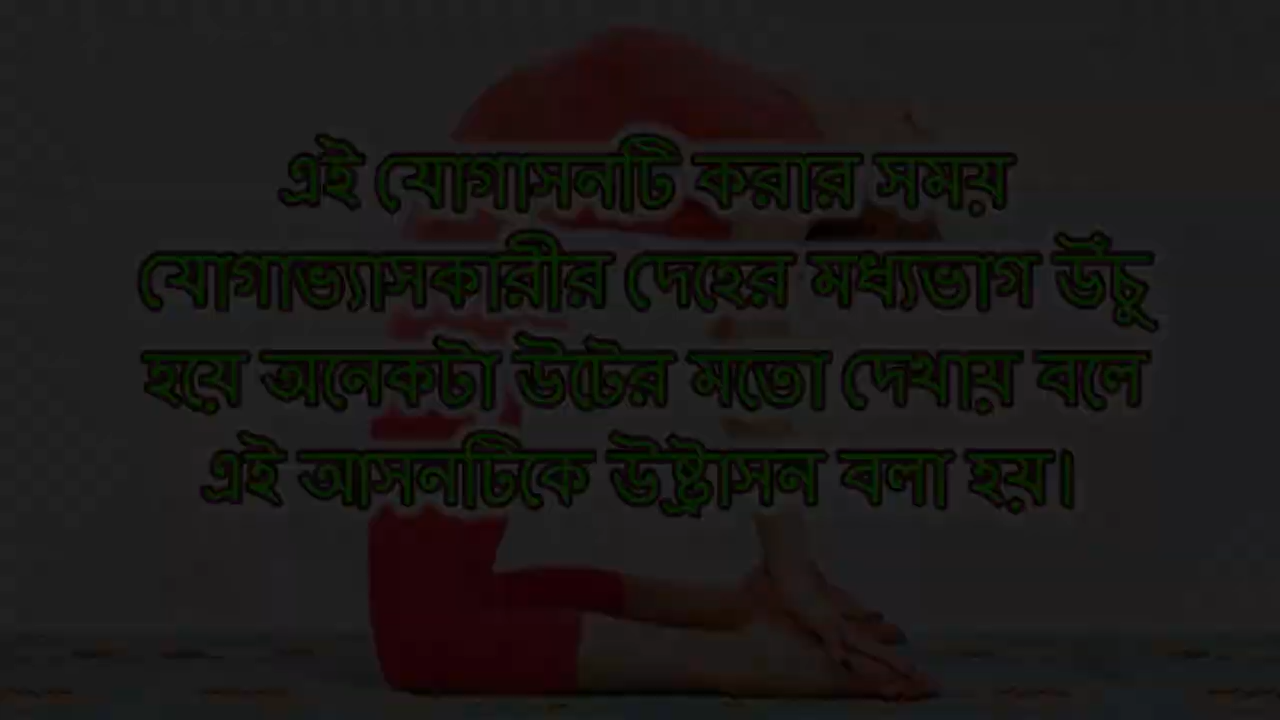 এই যোগাসনটি করার সময়
যোগাভ্যাসকারীর দেহের মধ্যভাগ উঁচু
হয়ে অনেকটা উটের মতো দেখায় বলে
এই আসনটিকে উষ্ট্রাসন বলা হয়।